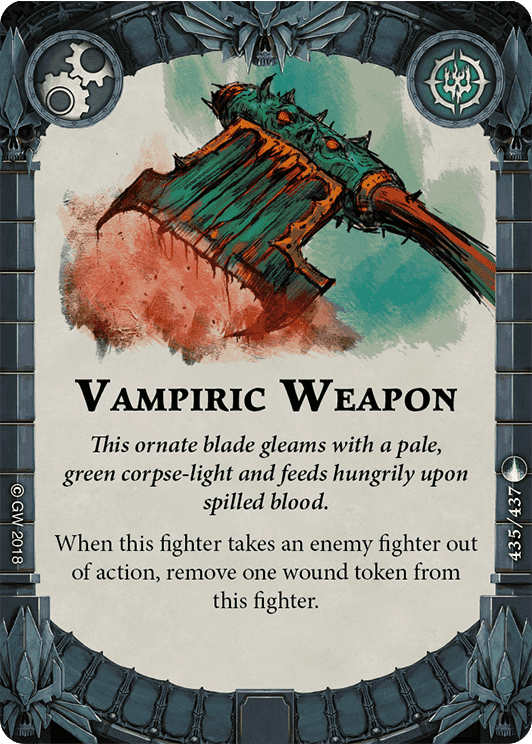 VAMPIRIC WEAPON
This ornate blade gleams with a pale,
green corpse-light and feeds hungrily upon
spilled blood.
When this fighter takes an enemy fighter out
of action, remove one wound token from
this fighter.
© GW 2018
435/437